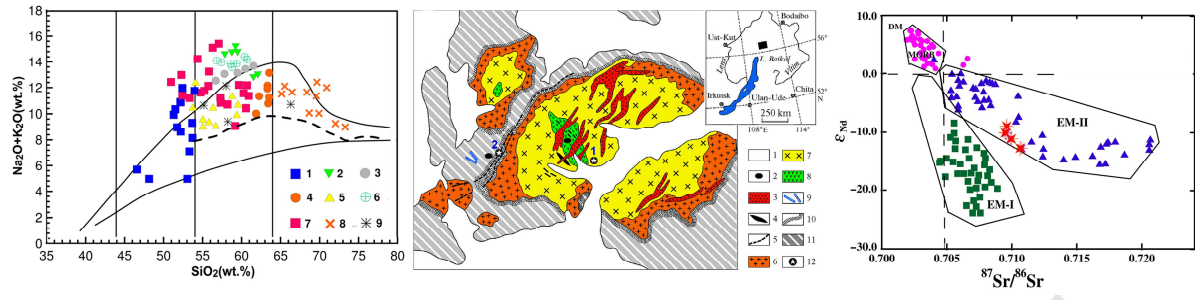 18
16
14
12
10
8
6
4
2
0
Na₂O+K₂O(wt.%)
1 2 3
4 5 6
7 8 9
35 40 45 50 55 60 65 70 75 80
SiO₂(wt.%)
2
1
Bodaibo
56°
Ust-Kut
Lena
L. Baikal
Vitim
Chita
52°
N
Irkutsk
Ulan-Ude
250 km
108°E 114°
1 7
2 8
3 9
4 10
5 11
6 12
DM
MORB
10.0
0.0
-10.0
-20.0
-30.0
εNd
EM-II
EM-I
0.700 0.705 0.710 0.715 0.720
⁸⁷Sr/⁸⁶Sr